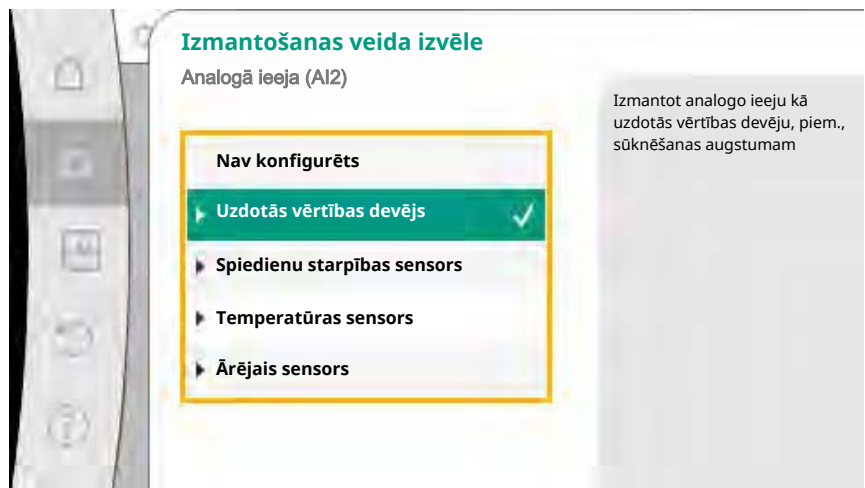 Izmantošanas veida izvēle
Analogā ieeja (AI2)
Nav konfigurēts
Uzdotās vērtības devējs
Spiedienu starpības sensors
Temperatūras sensors
Ārējais sensors
Izmantot analogo ieeju kā
uzdotās vērtības devēju, piem.,
sūknēšanas augstumam